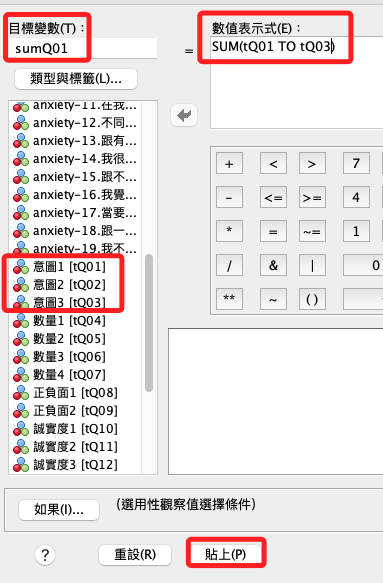 目標變數(T)：
sumQ01
類型與標籤(L)...
=
數值表示式(E)：
SUM(tQ01 TO tQ03)
anxiety-11.在我...
anxiety-12.不同...
anxiety-13.跟有...
anxiety-14.我很...
anxiety-15.跟不...
anxiety-16.我覺...
anxiety-17.當要...
anxiety-18.跟一...
anxiety-19.我不...
意圖1 [tQ01]
意圖2 [tQ02]
意圖3 [tQ03]
數量1 [tQ04]
數量2 [tQ05]
數量3 [tQ06]
數量4 [tQ07]
正負面1 [tQ08]
正負面2 [tQ09]
誠實度1 [tQ10]
誠實度2 [tQ11]
誠實度3 [tQ12]
+ < > 7
- <= >= 4
* = ~= 1
/ & | 0
** ~ ()
如果(I)...
(選用性觀察值選擇條件)
?
重設(R)
貼上(P)